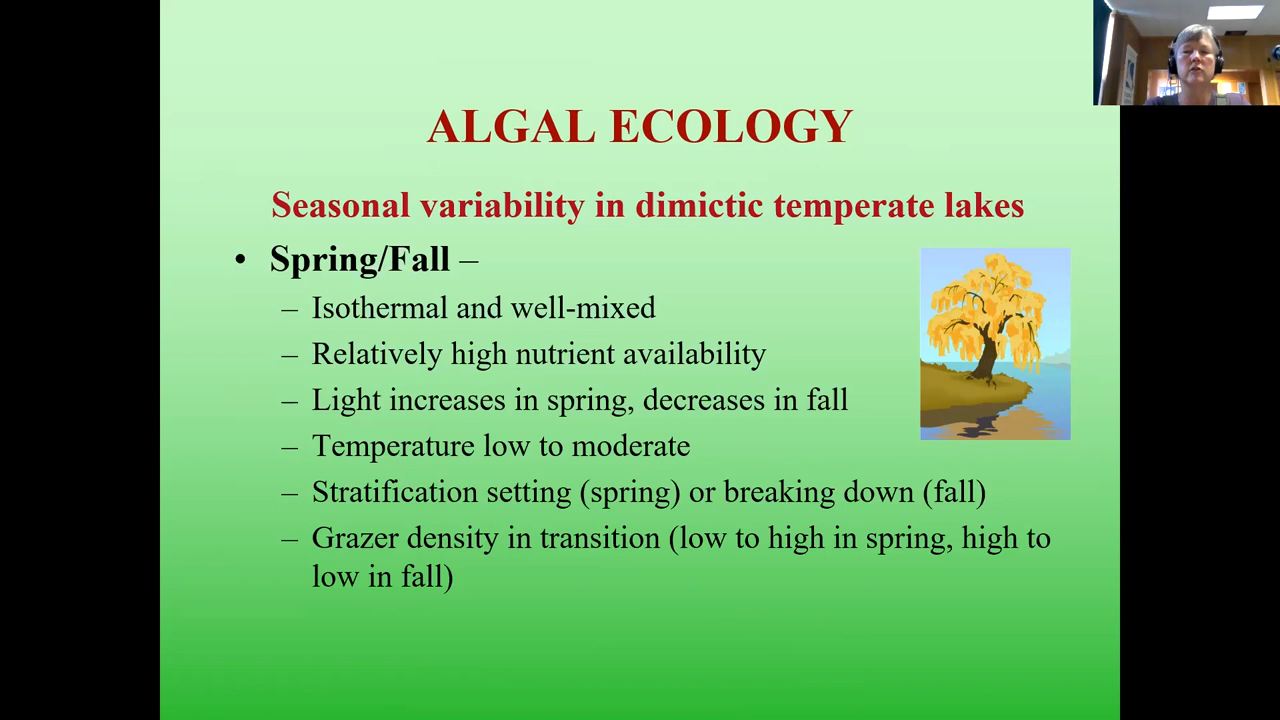 ALGAL ECOLOGY
Seasonal variability in dimictic temperate lakes
• Spring/Fall –
– Isothermal and well-mixed
– Relatively high nutrient availability
– Light increases in spring, decreases in fall
– Temperature low to moderate
– Stratification setting (spring) or breaking down (fall)
– Grazer density in transition (low to high in spring, high to
low in fall)